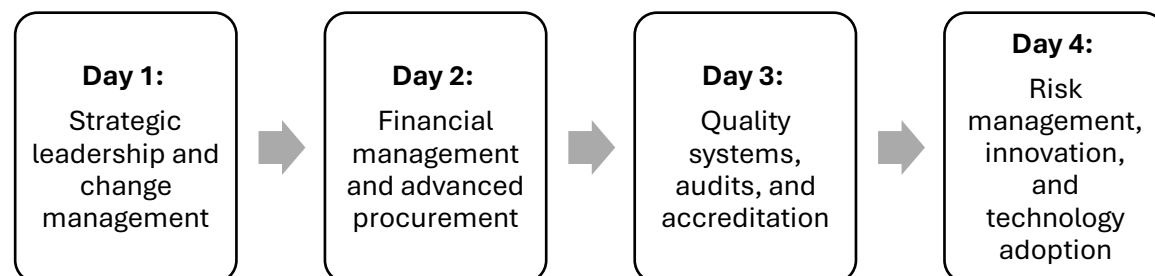 Day 1:
Strategic
leadership and
change
management
Day 2:
Financial
management
and advanced
procurement
Day 3:
Quality
systems,
audits, and
accreditation
Day 4:
Risk
management,
innovation,
and
technology
adoption